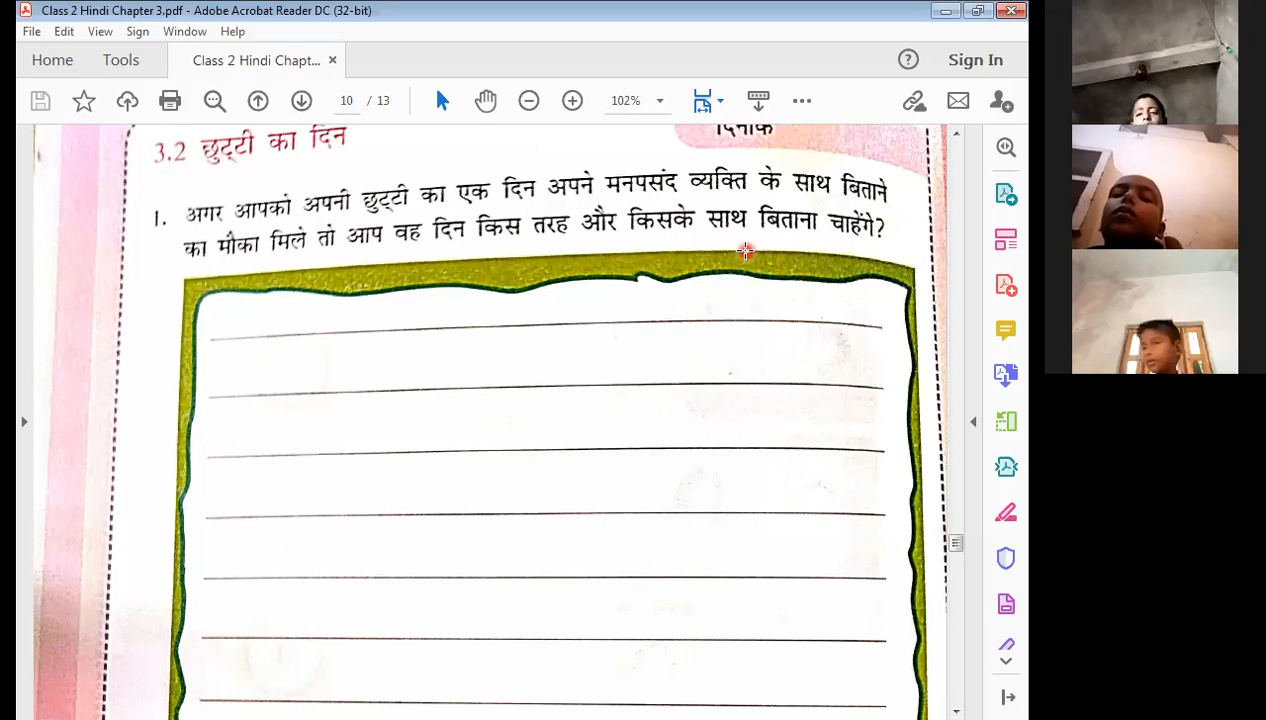 Class 2 Hindi Chapter 3.pdf - Adobe Acrobat Reader DC (32-bit)
File Edit View Sign Window Help
Home Tools Class 2 Hindi Chapt... × Sign In
10 / 13 102%
3.2 छुट्टी का दिन
दिनांक
1. अगर आपको अपनी छुट्टी का एक दिन अपने मनपसंद व्यक्ति के साथ बिताने
का मौका मिले तो आप वह दिन किस तरह और किसके साथ बिताना चाहेंगे?